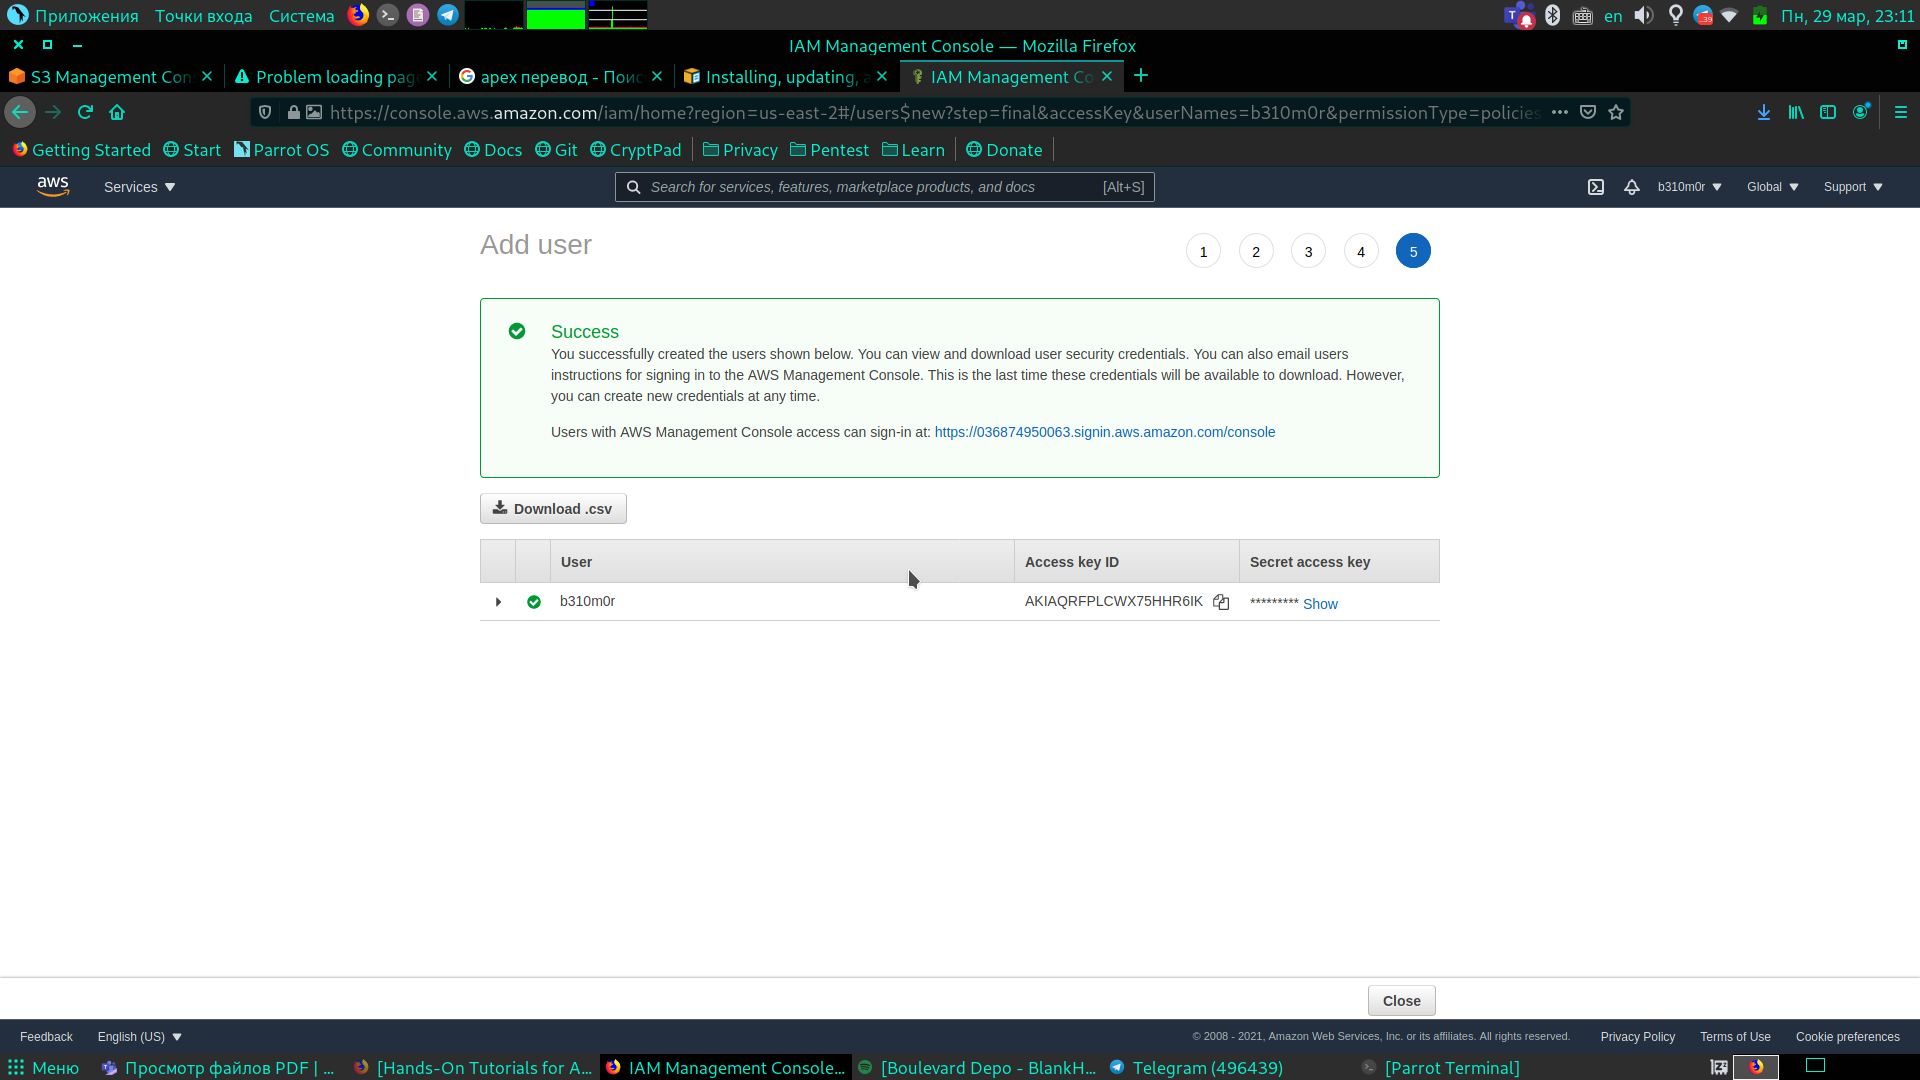 Приложения Точки входа Система en Пн, 29 мар, 23:11
IAM Management Console — Mozilla Firefox
S3 Management Con Problem loading pag арех перевод - Поис Installing, updating, a IAM Management Co
https://console.aws.amazon.com/iam/home?region=us-east-2#/users$new?step=final&accessKey&userNames=b310m0r&permissionType=policies
Getting Started Start Parrot OS Community Docs Git CryptPad Privacy Pentest Learn Donate
aws Services Search for services, features, marketplace products, and docs [Alt+S] b310m0r Global Support
Add user 1 2 3 4 5
Success
You successfully created the users shown below. You can view and download user security credentials. You can also email users
instructions for signing in to the AWS Management Console. This is the last time these credentials will be available to download. However,
you can create new credentials at any time.
Users with AWS Management Console access can sign-in at: https://036874950063.signin.aws.amazon.com/console
Download .csv
User Access key ID Secret access key
b310m0r AKIAQRFPLCWX75HHR6IK ********* Show
Close
Feedback English (US) © 2008 - 2021, Amazon Web Services, Inc. or its affiliates. All rights reserved. Privacy Policy Terms of Use Cookie preferences
Меню Просмотр файлов PDF | ... [Hands-On Tutorials for A... IAM Management Console... [Boulevard Depo - BlankH... Telegram (496439) [Parrot Terminal]